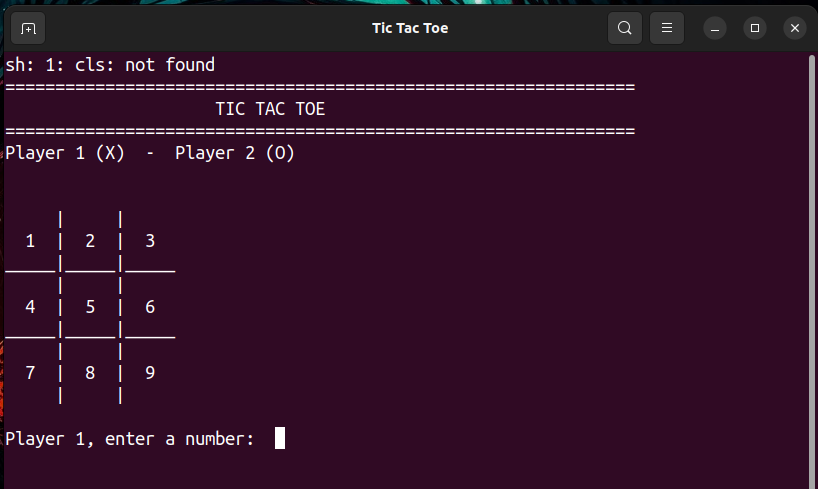 Tic Tac Toe
sh: 1: cls: not found
===============================================================
TIC TAC TOE
===============================================================
Player 1 (X)  -  Player 2 (O)
     |     |
  1  |  2  |  3
_____|_____|_____
     |     |
  4  |  5  |  6
_____|_____|_____
     |     |
  7  |  8  |  9
     |     |
Player 1, enter a number: